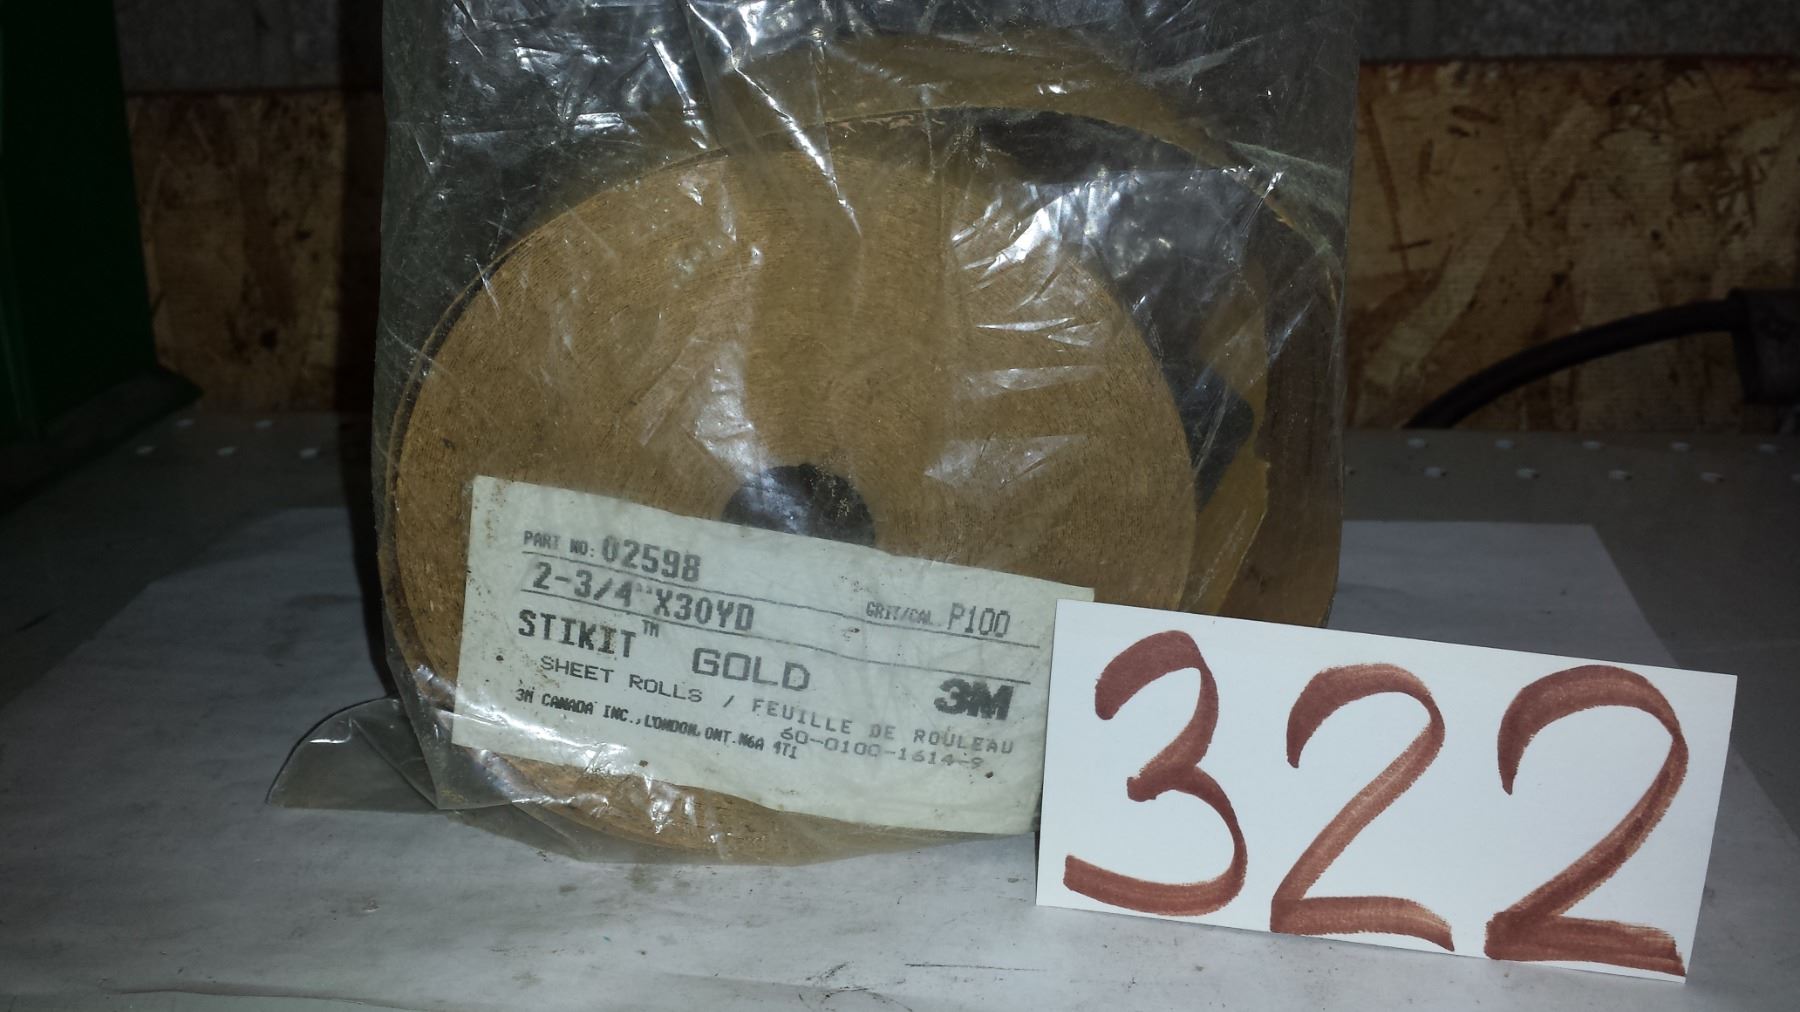 PART NO: 02598
2-3/4"X30YD GRIT/CAL P100
STIKIT™ GOLD
SHEET ROLLS / FEUILLE DE ROULEAU
3M
3M CANADA INC., LONDON, ONT. N6A 4T1
60-0100-1614-9
322